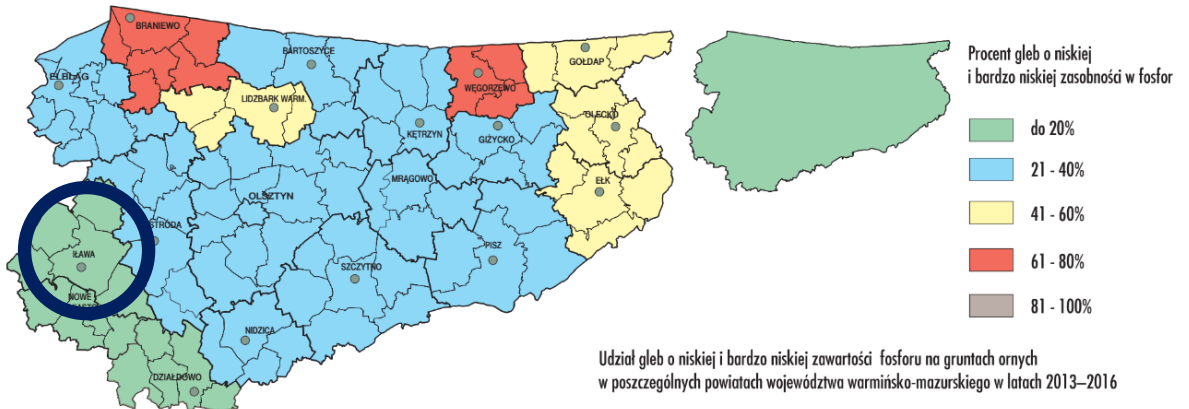 BRANIEWO
ELBLĄG
BARTOSZYCE
GOŁDAP
WĘGORZEWO
LIDZBARK WARM.
OLECKO
KĘTRZYN
GIŻYCKO
EŁK
MRĄGOWO
OLSZTYN
PISZ
IŁAWA
SZCZYTNO
NOWE
NIDZICA
DZIAŁDOWO
Procent gleb o niskiej
i bardzo niskiej zasobności w fosfor
do 20%
21 - 40%
41 - 60%
61 - 80%
81 - 100%
Udział gleb o niskiej i bardzo niskiej zawartości fosforu na gruntach ornych
w poszczególnych powiatach województwa warmińsko-mazurskiego w latach 2013–2016